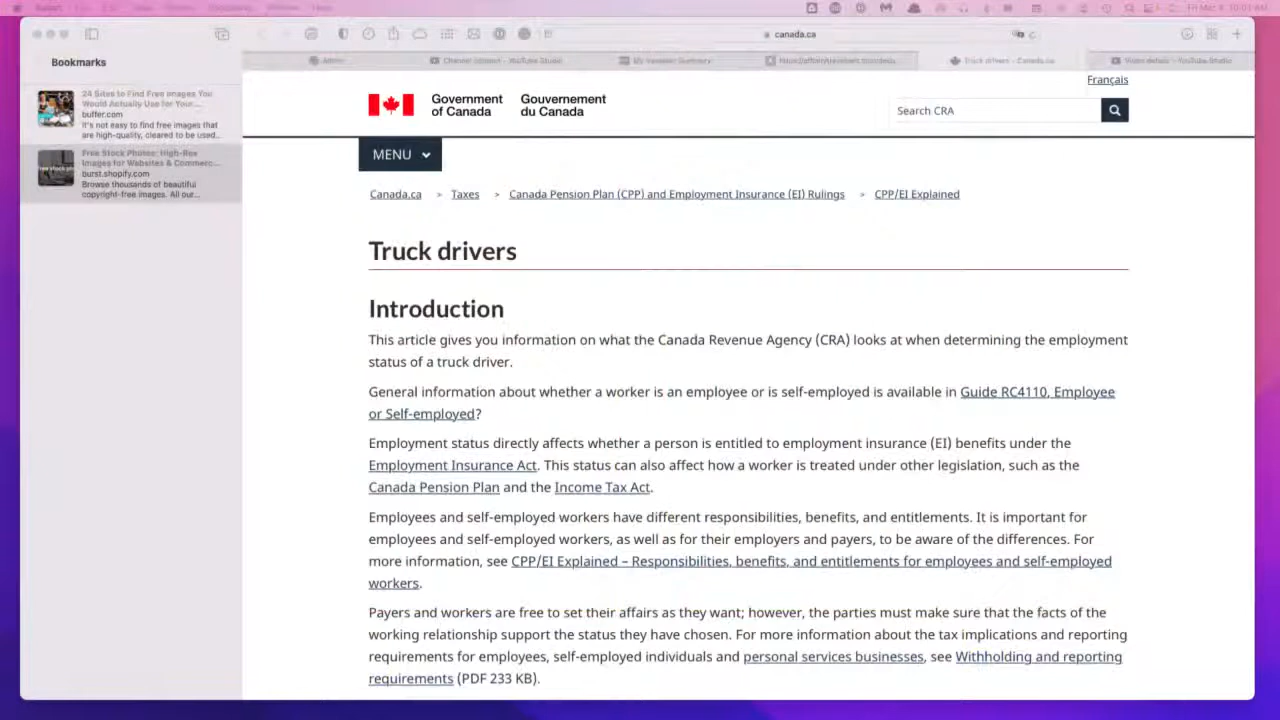 canada.ca
Bookmarks
24 Sites to Find Free Images You
Would Actually Use for Your...
buffer.com
It's not easy to find free images that
are high-quality, cleared to be used...
Free Stock Photos: High-Res
Images for Websites & Commerc...
burst.shopify.com
Browse thousands of beautiful
copyright-free images. All our...
Channel content - YouTube Studio
Truck drivers - Canada.ca
Video details - YouTube Studio
Français
Government of Canada
Gouvernement du Canada
Search CRA
MENU
Canada.ca > Taxes > Canada Pension Plan (CPP) and Employment Insurance (EI) Rulings > CPP/EI Explained
Truck drivers
Introduction
This article gives you information on what the Canada Revenue Agency (CRA) looks at when determining the employment
status of a truck driver.
General information about whether a worker is an employee or is self-employed is available in Guide RC4110, Employee
or Self-employed?
Employment status directly affects whether a person is entitled to employment insurance (EI) benefits under the
Employment Insurance Act. This status can also affect how a worker is treated under other legislation, such as the
Canada Pension Plan and the Income Tax Act.
Employees and self-employed workers have different responsibilities, benefits, and entitlements. It is important for
employees and self-employed workers, as well as for their employers and payers, to be aware of the differences. For
more information, see CPP/EI Explained – Responsibilities, benefits, and entitlements for employees and self-employed
workers.
Payers and workers are free to set their affairs as they want; however, the parties must make sure that the facts of the
working relationship support the status they have chosen. For more information about the tax implications and reporting
requirements for employees, self-employed individuals and personal services businesses, see Withholding and reporting
requirements (PDF 233 KB).